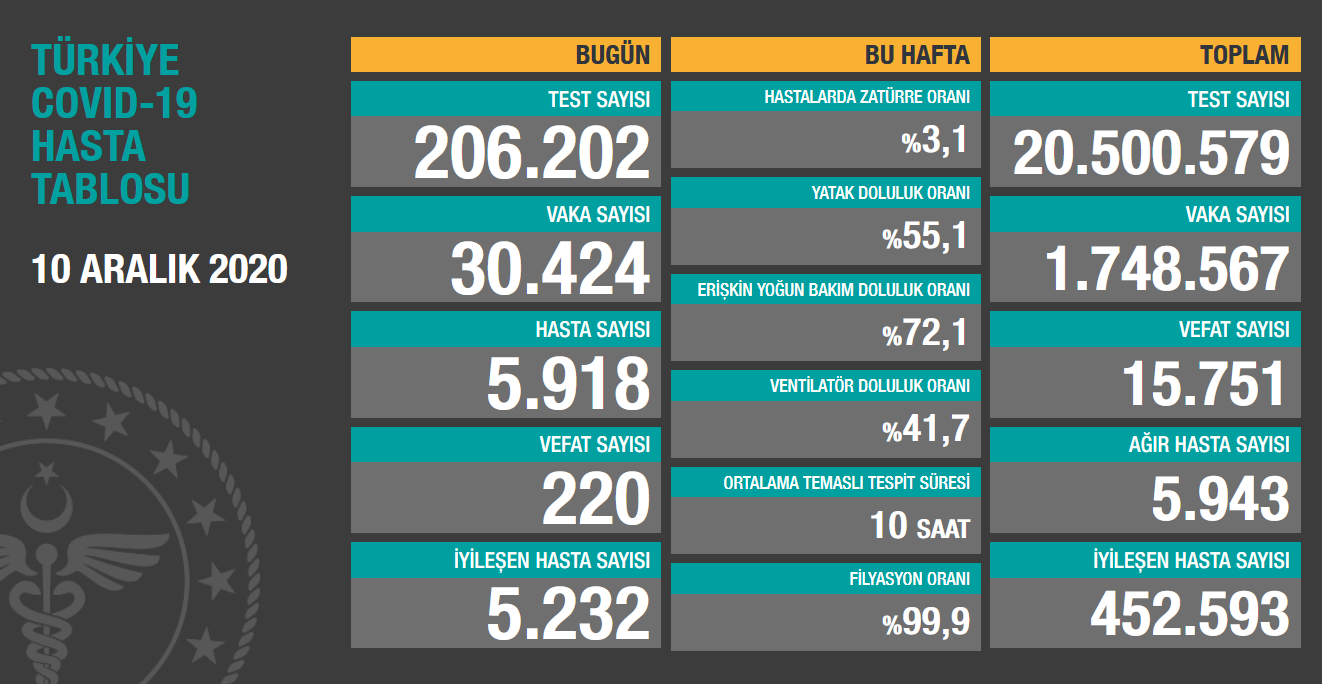 TÜRKİYE
COVID-19
HASTA
TABLOSU
10 ARALIK 2020
BUGÜN
TEST SAYISI
206.202
VAKA SAYISI
30.424
HASTA SAYISI
5.918
VEFAT SAYISI
220
İYİLEŞEN HASTA SAYISI
5.232
BU HAFTA
HASTALARDA ZATÜRRE ORANI
%3,1
YATAK DOLULUK ORANI
%55,1
ERİŞKİN YOĞUN BAKIM DOLULUK ORANI
%72,1
VENTİLATÖR DOLULUK ORANI
%41,7
ORTALAMA TEMASLI TESPİT SÜRESİ
10 SAAT
FİLYASYON ORANI
%99,9
TOPLAM
TEST SAYISI
20.500.579
VAKA SAYISI
1.748.567
VEFAT SAYISI
15.751
AĞIR HASTA SAYISI
5.943
İYİLEŞEN HASTA SAYISI
452.593